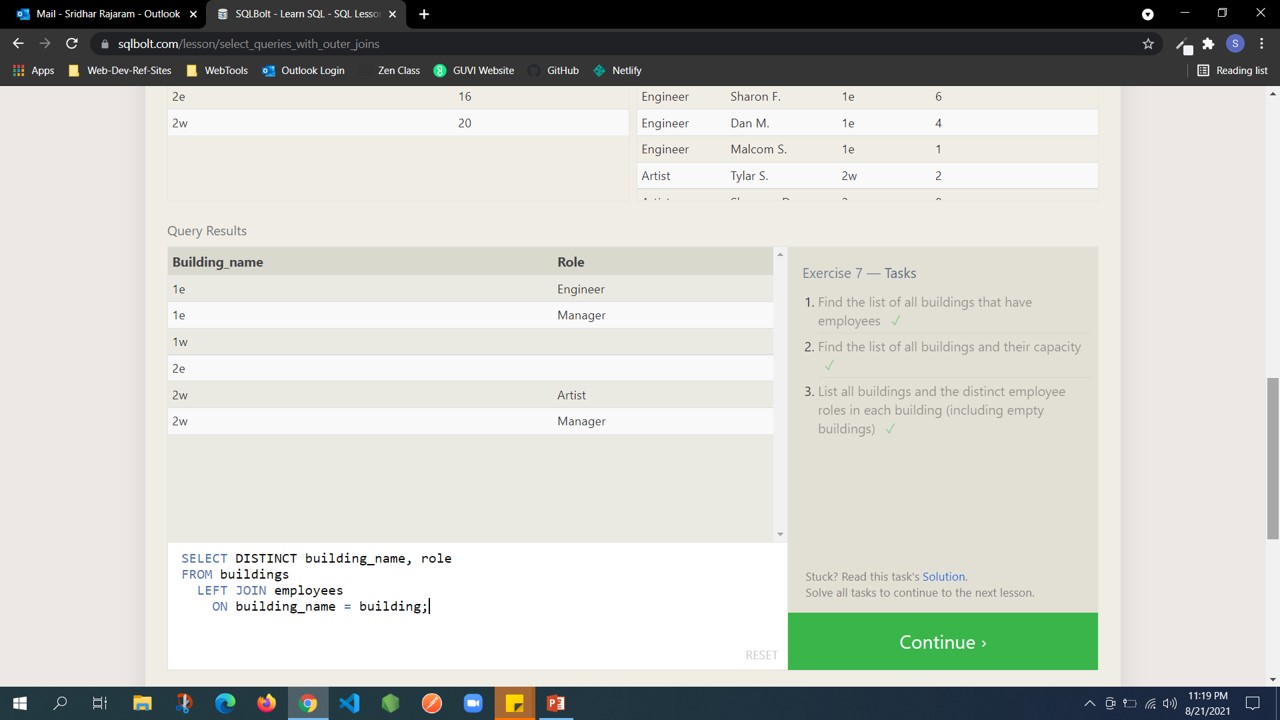 Mail - Sridhar Rajaram - Outlook
SQLBolt - Learn SQL - SQL Lesso
sqlbolt.com/lesson/select_queries_with_outer_joins
S
Apps Web-Dev-Ref-Sites WebTools Outlook Login Zen Class GUVI Website GitHub Netlify Reading list
2e 16
2w 20
Engineer Sharon F. 1e 6
Engineer Dan M. 1e 4
Engineer Malcom S. 1e 1
Artist Tylar S. 2w 2
Query Results
Building_name Role
1e Engineer
1e Manager
1w
2e
2w Artist
2w Manager
Exercise 7 — Tasks
1. Find the list of all buildings that have
employees ✓
2. Find the list of all buildings and their capacity
✓
3. List all buildings and the distinct employee
roles in each building (including empty
buildings) ✓
SELECT DISTINCT building_name, role
FROM buildings
LEFT JOIN employees
ON building_name = building;
RESET
Stuck? Read this task's Solution.
Solve all tasks to continue to the next lesson.
Continue ›
11:19 PM
8/21/2021